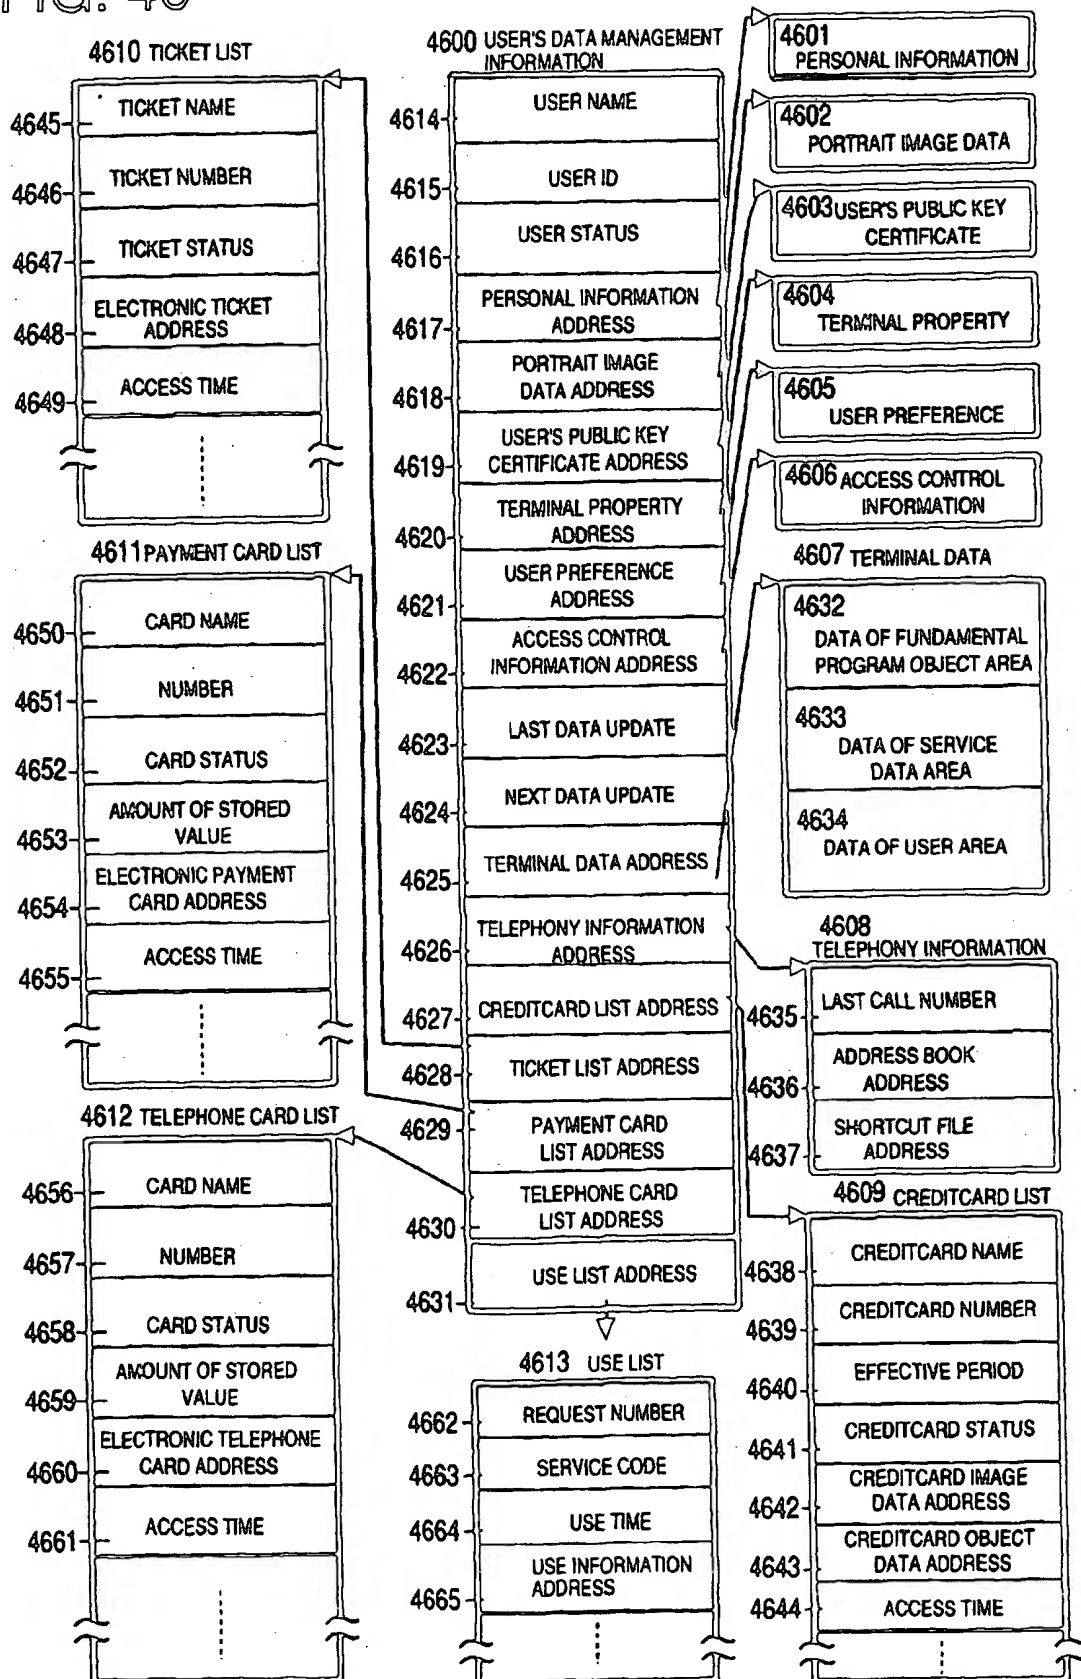 FIG. 46
4610 TICKET LIST
4645
TICKET NAME
4646
TICKET NUMBER
4647
TICKET STATUS
4648
ELECTRONIC TICKET
ADDRESS
4649
ACCESS TIME
4611 PAYMENT CARD LIST
4650
CARD NAME
4651
NUMBER
4652
CARD STATUS
4653
AMOUNT OF STORED
VALUE
4654
ELECTRONIC PAYMENT
CARD ADDRESS
4655
ACCESS TIME
4612 TELEPHONE CARD LIST
4656
CARD NAME
4657
NUMBER
4658
CARD STATUS
4659
AMOUNT OF STORED
VALUE
4660
ELECTRONIC TELEPHONE
CARD ADDRESS
4661
ACCESS TIME
4600 USER'S DATA MANAGEMENT
INFORMATION
4614
USER NAME
4615
USER ID
4616
USER STATUS
4617
PERSONAL INFORMATION
ADDRESS
4618
PORTRAIT IMAGE
DATA ADDRESS
4619
USER'S PUBLIC KEY
CERTIFICATE ADDRESS
4620
TERMINAL PROPERTY
ADDRESS
4621
USER PREFERENCE
ADDRESS
4622
ACCESS CONTROL
INFORMATION ADDRESS
4623
LAST DATA UPDATE
4624
NEXT DATA UPDATE
4625
TERMINAL DATA ADDRESS
4626
TELEPHONY INFORMATION
ADDRESS
4627
CREDITCARD LIST ADDRESS
4628
TICKET LIST ADDRESS
4629
PAYMENT CARD
LIST ADDRESS
4630
TELEPHONE CARD
LIST ADDRESS
4631
USE LIST ADDRESS
4613 USE LIST
4662
REQUEST NUMBER
4663
SERVICE CODE
4664
USE TIME
4665
USE INFORMATION
ADDRESS
4601
PERSONAL INFORMATION
4602
PORTRAIT IMAGE DATA
4603 USER'S PUBLIC KEY
CERTIFICATE
4604
TERMINAL PROPERTY
4605
USER PREFERENCE
4606 ACCESS CONTROL
INFORMATION
4607 TERMINAL DATA
4632
DATA OF FUNDAMENTAL
PROGRAM OBJECT AREA
4633
DATA OF SERVICE
DATA AREA
4634
DATA OF USER AREA
4608
TELEPHONY INFORMATION
4635
LAST CALL NUMBER
4636
ADDRESS BOOK
ADDRESS
4637
SHORTCUT FILE
ADDRESS
4609 CREDITCARD LIST
4638
CREDITCARD NAME
4639
CREDITCARD NUMBER
4640
EFFECTIVE PERIOD
4641
CREDITCARD STATUS
4642
CREDITCARD IMAGE
DATA ADDRESS
4643
CREDITCARD OBJECT
DATA ADDRESS
4644
ACCESS TIME